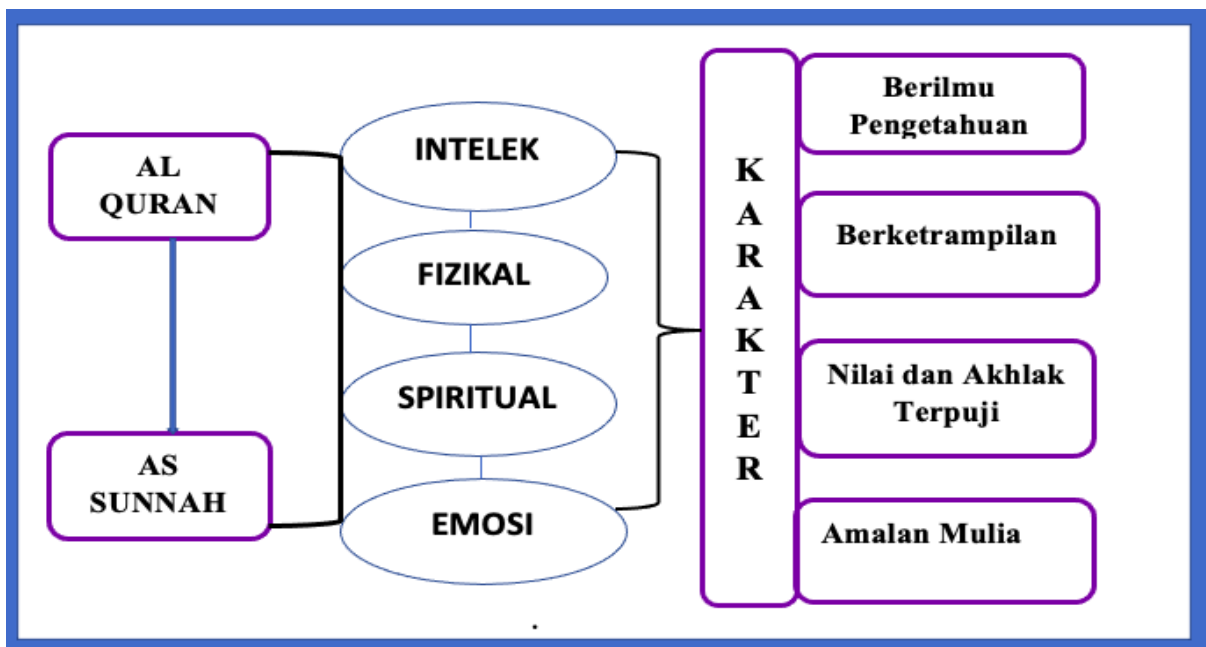 AL
QURAN
AS
SUNNAH
INTELEK
FIZIKAL
SPIRITUAL
EMOSI
K
A
R
A
K
T
E
R
Berilmu
Pengetahuan
Berketrampilan
Nilai dan Akhlak
Terpuji
Amalan Mulia
.